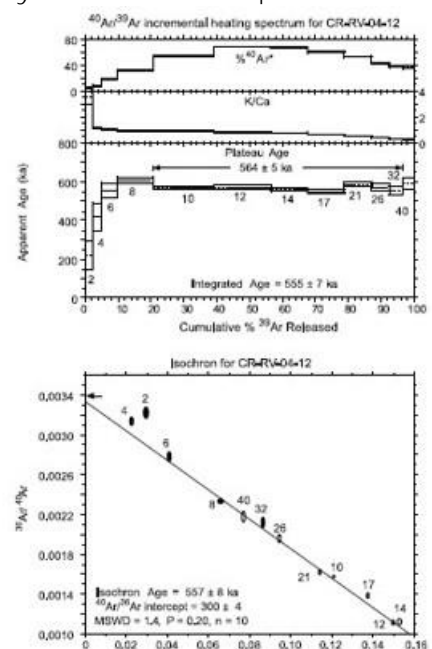 ⁴⁰Ar/³⁹Ar incremental heating spectrum for CR-RV-04-12
80
40
0
%⁴⁰Ar*
4
2
0
K/Ca
800
600
400
200
0
Apparent Age (ka)
Plateau Age
564 ± 5 ka
2
4
6
8
10
12
14
17
21
26
32
40
Integrated Age = 555 ± 7 ka
0 10 20 30 40 50 60 70 80 90 100
Cumulative % ³⁹Ar Released
Isochron for CR-RV-04-12
0.0034
0.0028
0.0022
0.0016
0.0010
³⁶Ar/⁴⁰Ar
4
2
6
8
40
32
26
21
10
17
14
12
Isochron Age = 557 ± 8 ka
⁴⁰Ar/³⁶Ar intercept = 300 ± 4
MSWD = 1.4, P = 0.20, n = 10
0.00 0.02 0.04 0.06 0.08 0.10 0.12 0.14 0.16